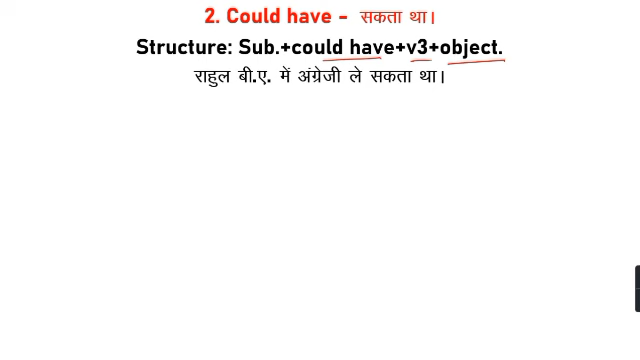 2. Could have - सकता था।
Structure: Sub.+could have+v3+object.
राहुल बी.ए. में अंग्रेजी ले सकता था।